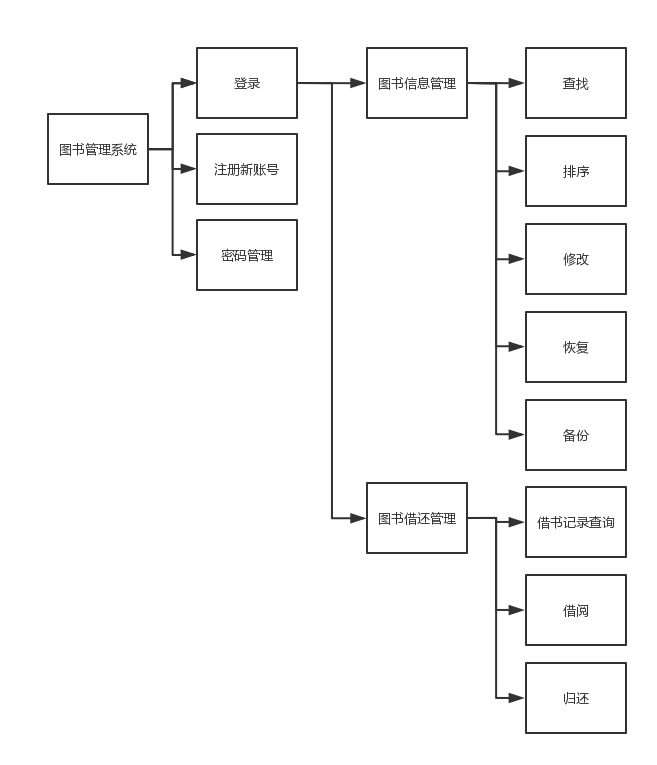 图书管理系统
登录
注册新账号
密码管理
图书信息管理
查找
排序
修改
恢复
备份
图书借还管理
借书记录查询
借阅
归还